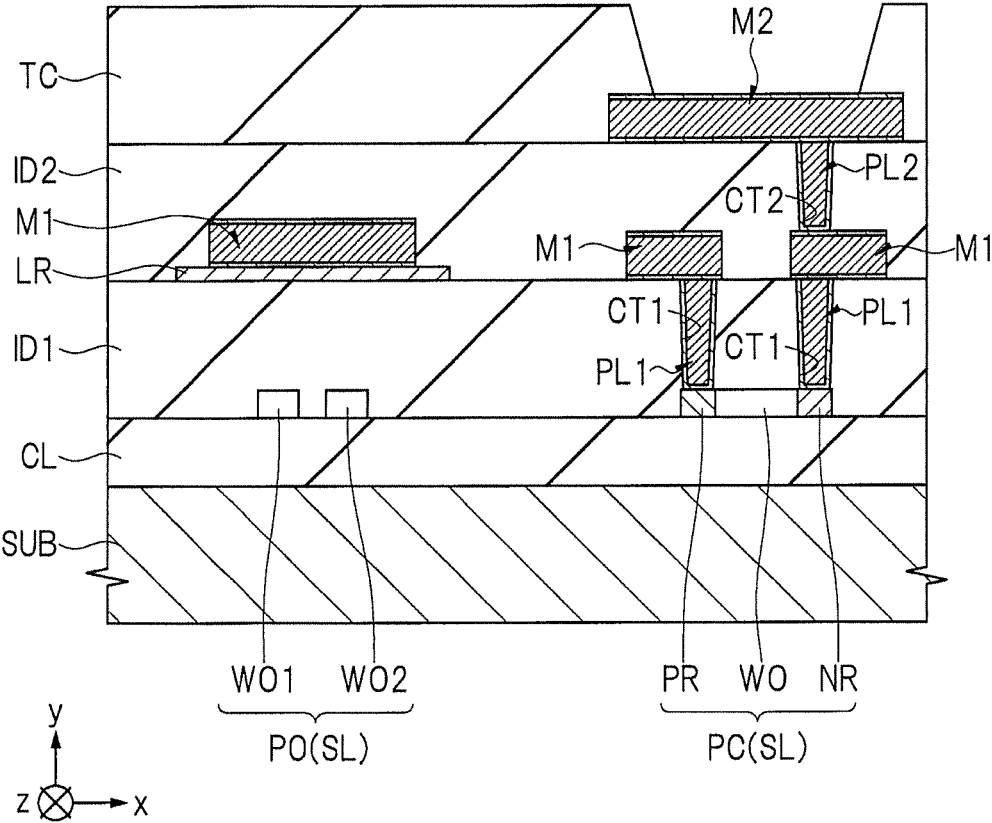 M2
TC
ID2
PL2
M1
CT2
M1
M1
LR
CT1
PL1
ID1
PL1
CT1
CL
SUB
WO1 WO2 PR WO NR
PO(SL) PC(SL)
y
z x